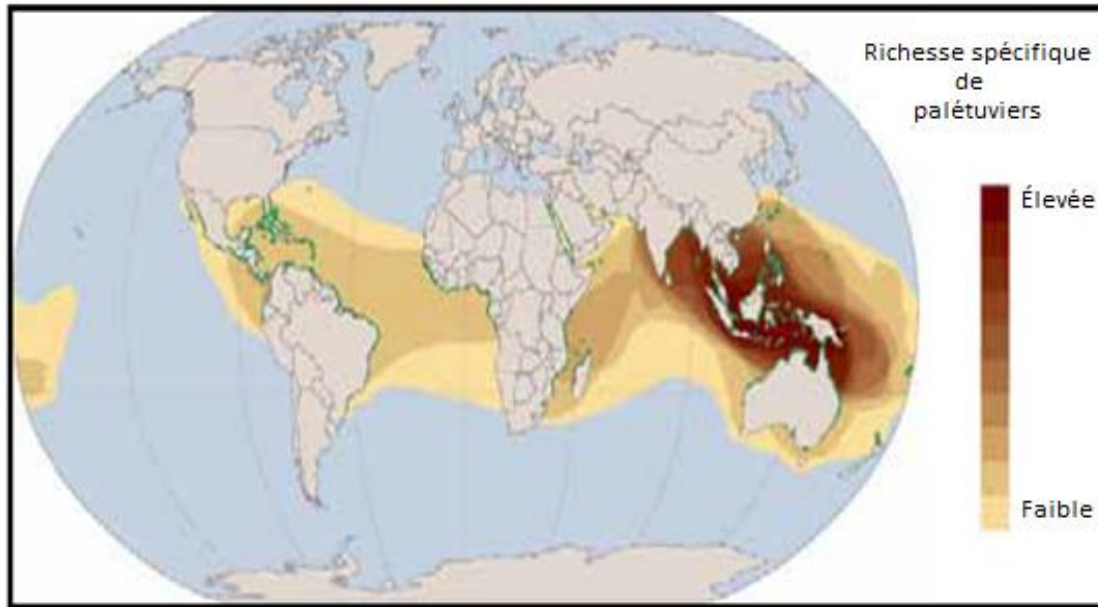 Richesse spécifique
de
palétuviers
Élevée
Faible